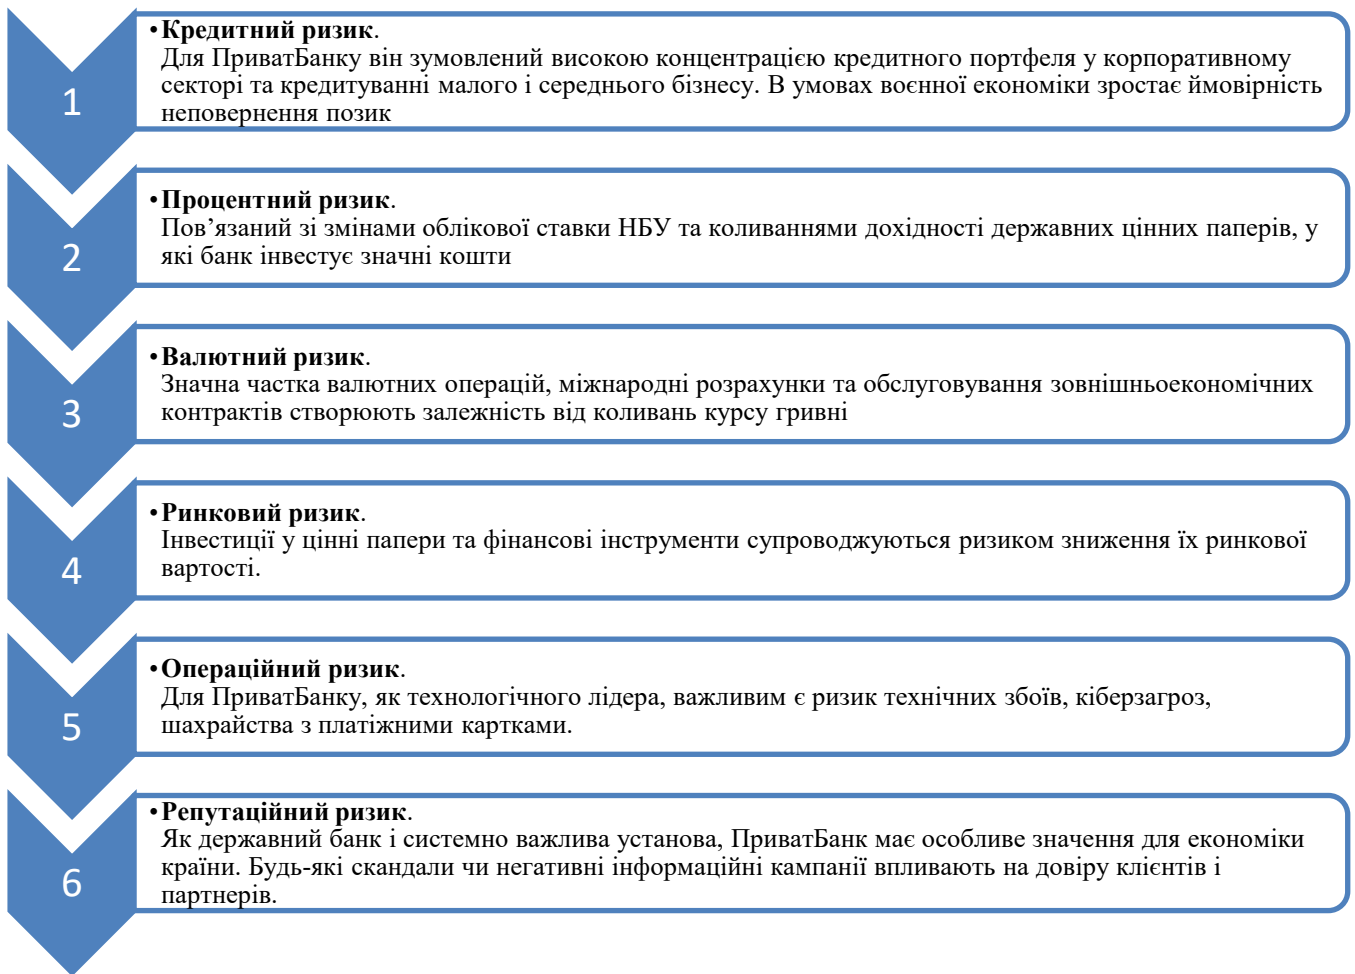 1
•Кредитний ризик.
Для ПриватБанку він зумовлений високою концентрацією кредитного портфеля у корпоративному
секторі та кредитуванні малого і середнього бізнесу. В умовах воєнної економіки зростає ймовірність
неповернення позик
2
•Процентний ризик.
Пов’язаний зі змінами облікової ставки НБУ та коливаннями дохідності державних цінних паперів, у
які банк інвестує значні кошти
3
•Валютний ризик.
Значна частка валютних операцій, міжнародні розрахунки та обслуговування зовнішньоекономічних
контрактів створюють залежність від коливань курсу гривні
4
•Ринковий ризик.
Інвестиції у цінні папери та фінансові інструменти супроводжуються ризиком зниження їх ринкової
вартості.
5
•Операційний ризик.
Для ПриватБанку, як технологічного лідера, важливим є ризик технічних збоїв, кіберзагроз,
шахрайства з платіжними картками.
6
•Репутаційний ризик.
Як державний банк і системно важлива установа, ПриватБанк має особливе значення для економіки
країни. Будь-які скандали чи негативні інформаційні кампанії впливають на довіру клієнтів і
партнерів.